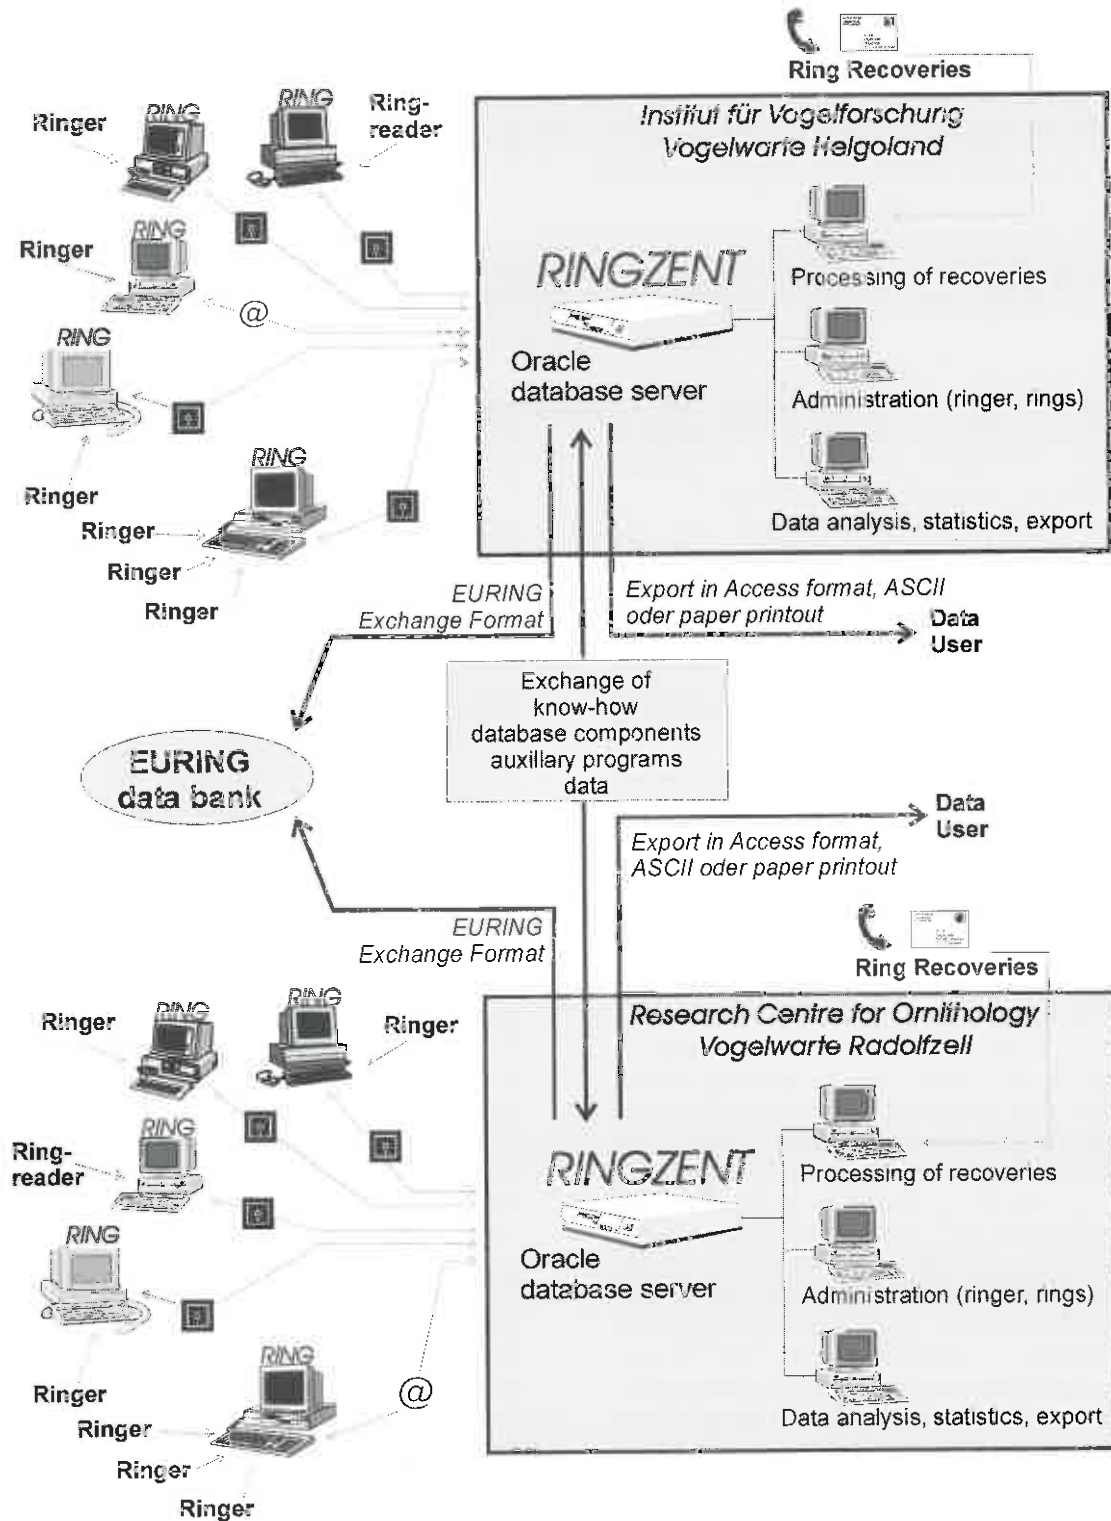 Ring Recoveries
RING
RING
Ring-
reader
Ringer
Institut für Vogelforschung
Vogelwarte Helgoland
Ringer
RING
@
RINGZENT
Processing of recoveries
RING
Oracle
database server
Administration (ringer, rings)
Ringer
RING
Ringer
Ringer
Ringer
Data analysis, statistics, export
EURING
Exchange Format
Export in Access format, ASCII
oder paper printout
Data
User
Exchange of
know-how
database components
auxillary programs
data
EURING
data bank
Data
User
Export in Access format,
ASCII oder paper printout
EURING
Exchange Format
Ring Recoveries
RING
RING
Ringer
Ringer
Research Centre for Ornithology
Vogelwarte Radolfzell
RING
Ring-
reader
RINGZENT
Processing of recoveries
RING
Oracle
database server
Administration (ringer, rings)
RING
@
Ringer
Ringer
Ringer
Ringer
Data analysis, statistics, export